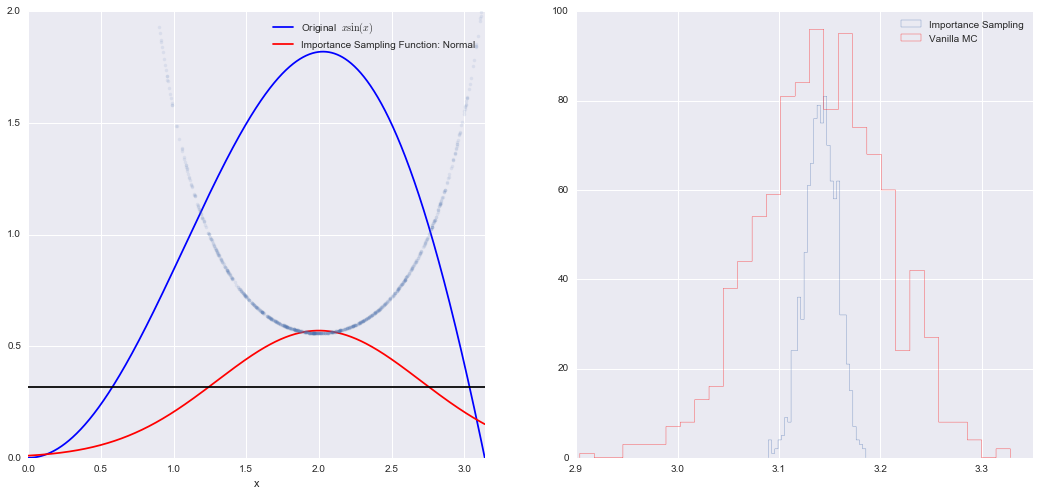 2.0
1.5
1.0
0.5
0.0
0.0 0.5 1.0 1.5 2.0 2.5 3.0
x
Original x sin(x)
Importance Sampling Function: Normal
100
80
60
40
20
0
2.9 3.0 3.1 3.2 3.3
Importance Sampling
Vanilla MC